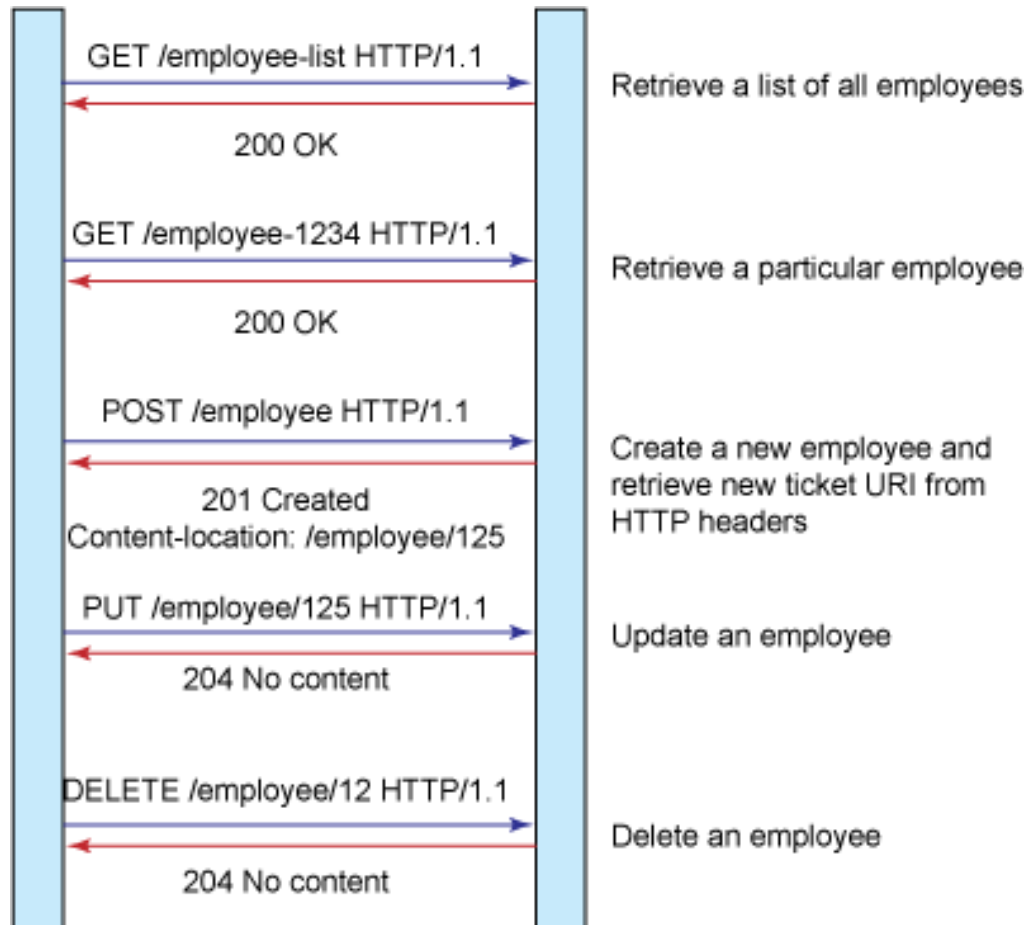 GET /employee-list HTTP/1.1
Retrieve a list of all employees
200 OK
GET /employee-1234 HTTP/1.1
Retrieve a particular employee
200 OK
POST /employee HTTP/1.1
Create a new employee and
retrieve new ticket URI from
HTTP headers
201 Created
Content-location: /employee/125
PUT /employee/125 HTTP/1.1
Update an employee
204 No content
DELETE /employee/12 HTTP/1.1
Delete an employee
204 No content